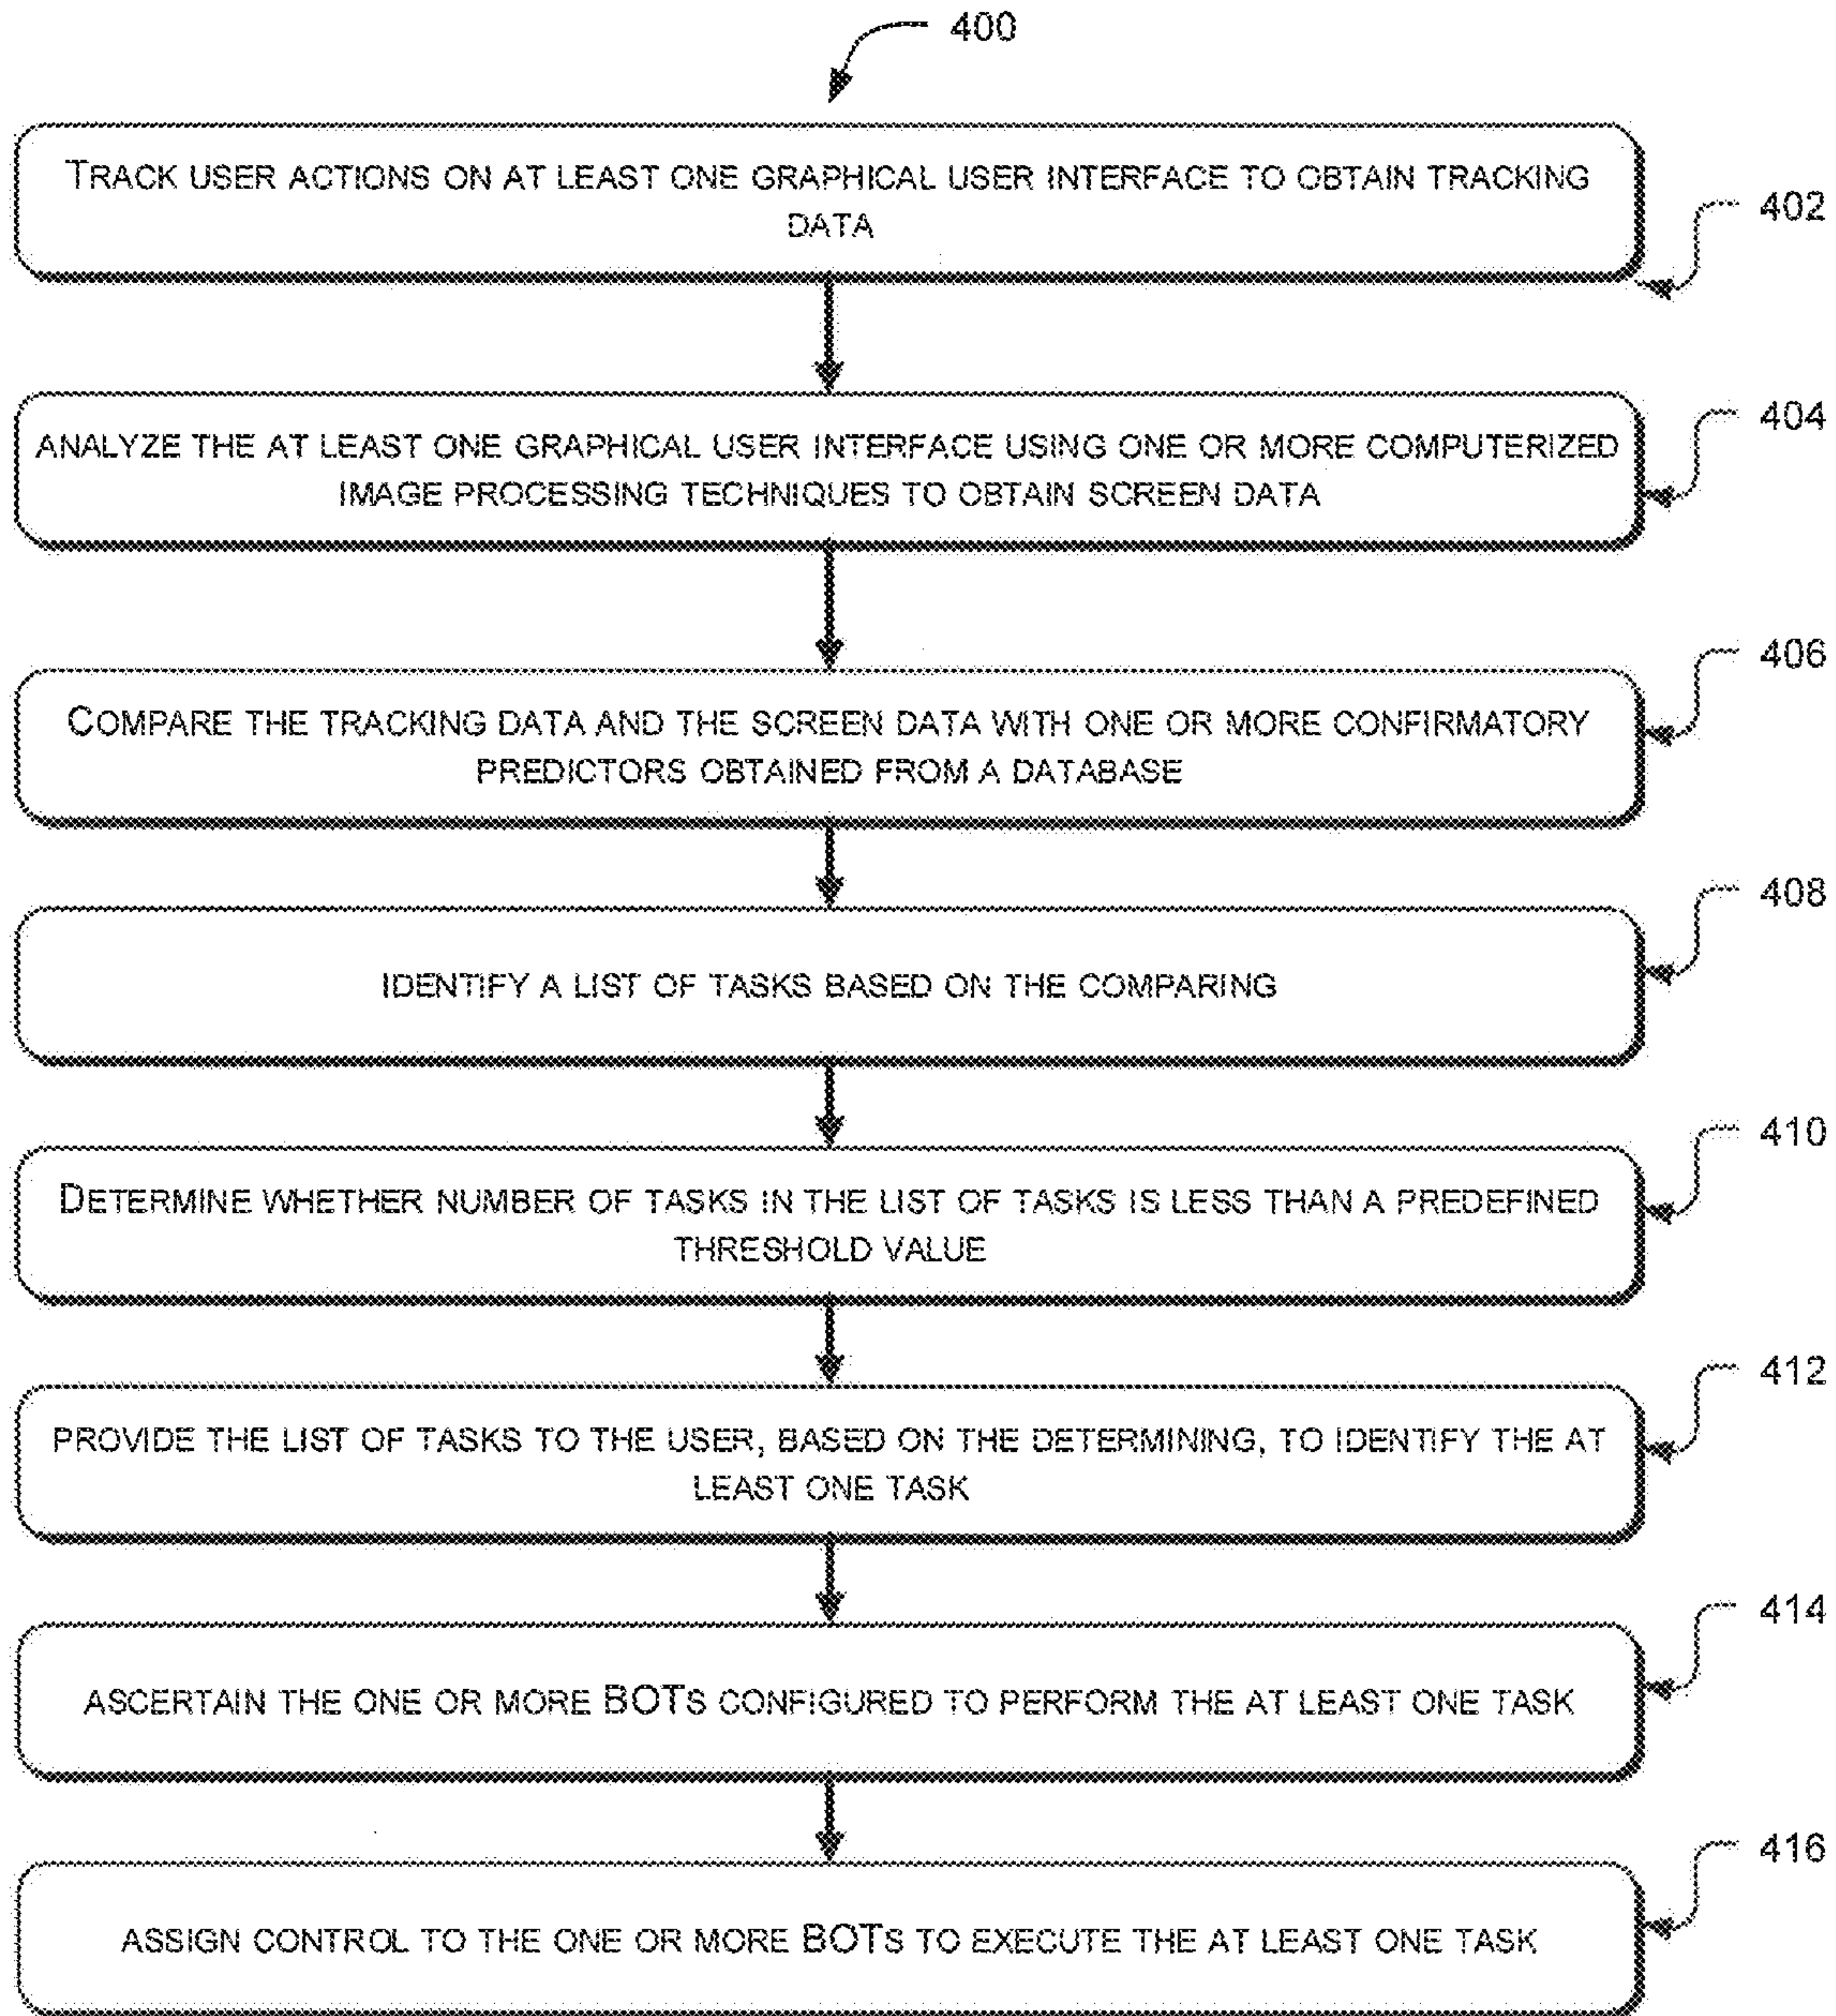 400
TRACK USER ACTIONS ON AT LEAST ONE GRAPHICAL USER INTERFACE TO OBTAIN TRACKING
DATA
402
ANALYZE THE AT LEAST ONE GRAPHICAL USER INTERFACE USING ONE OR MORE COMPUTERIZED
IMAGE PROCESSING TECHNIQUES TO OBTAIN SCREEN DATA
404
COMPARE THE TRACKING DATA AND THE SCREEN DATA WITH ONE OR MORE CONFIRMATORY
PREDICTORS OBTAINED FROM A DATABASE
406
IDENTIFY A LIST OF TASKS BASED ON THE COMPARING
408
DETERMINE WHETHER NUMBER OF TASKS IN THE LIST OF TASKS IS LESS THAN A PREDEFINED
THRESHOLD VALUE
410
PROVIDE THE LIST OF TASKS TO THE USER, BASED ON THE DETERMINING, TO IDENTIFY THE AT
LEAST ONE TASK
412
ASCERTAIN THE ONE OR MORE BOTS CONFIGURED TO PERFORM THE AT LEAST ONE TASK
414
ASSIGN CONTROL TO THE ONE OR MORE BOTS TO EXECUTE THE AT LEAST ONE TASK
416